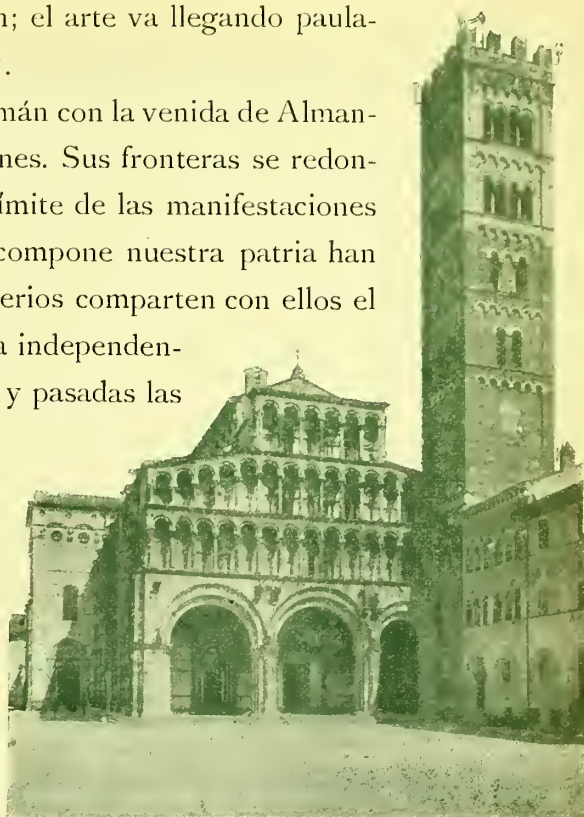 n; el arte va llegando paula-
.
mán con la venida de Alman-
nes. Sus fronteras se redon-
ímite de las manifestaciones
compone nuestra patria han
erios comparten con ellos el
a independen-
y pasadas las